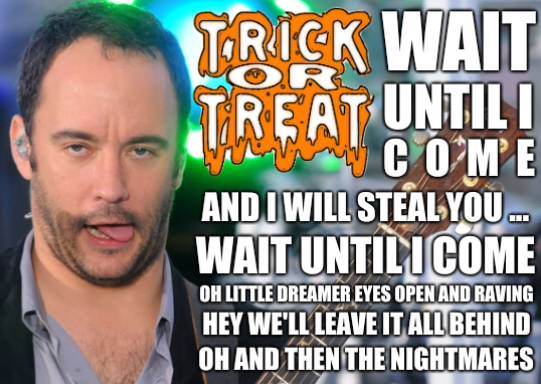 TRICK
OR
TREAT
WAIT
UNTIL I
COME
AND I WILL STEAL YOU ...
WAIT UNTIL I COME
OH LITTLE DREAMER EYES OPEN AND RAVING
HEY WE'LL LEAVE IT ALL BEHIND
OH AND THEN THE NIGHTMARES